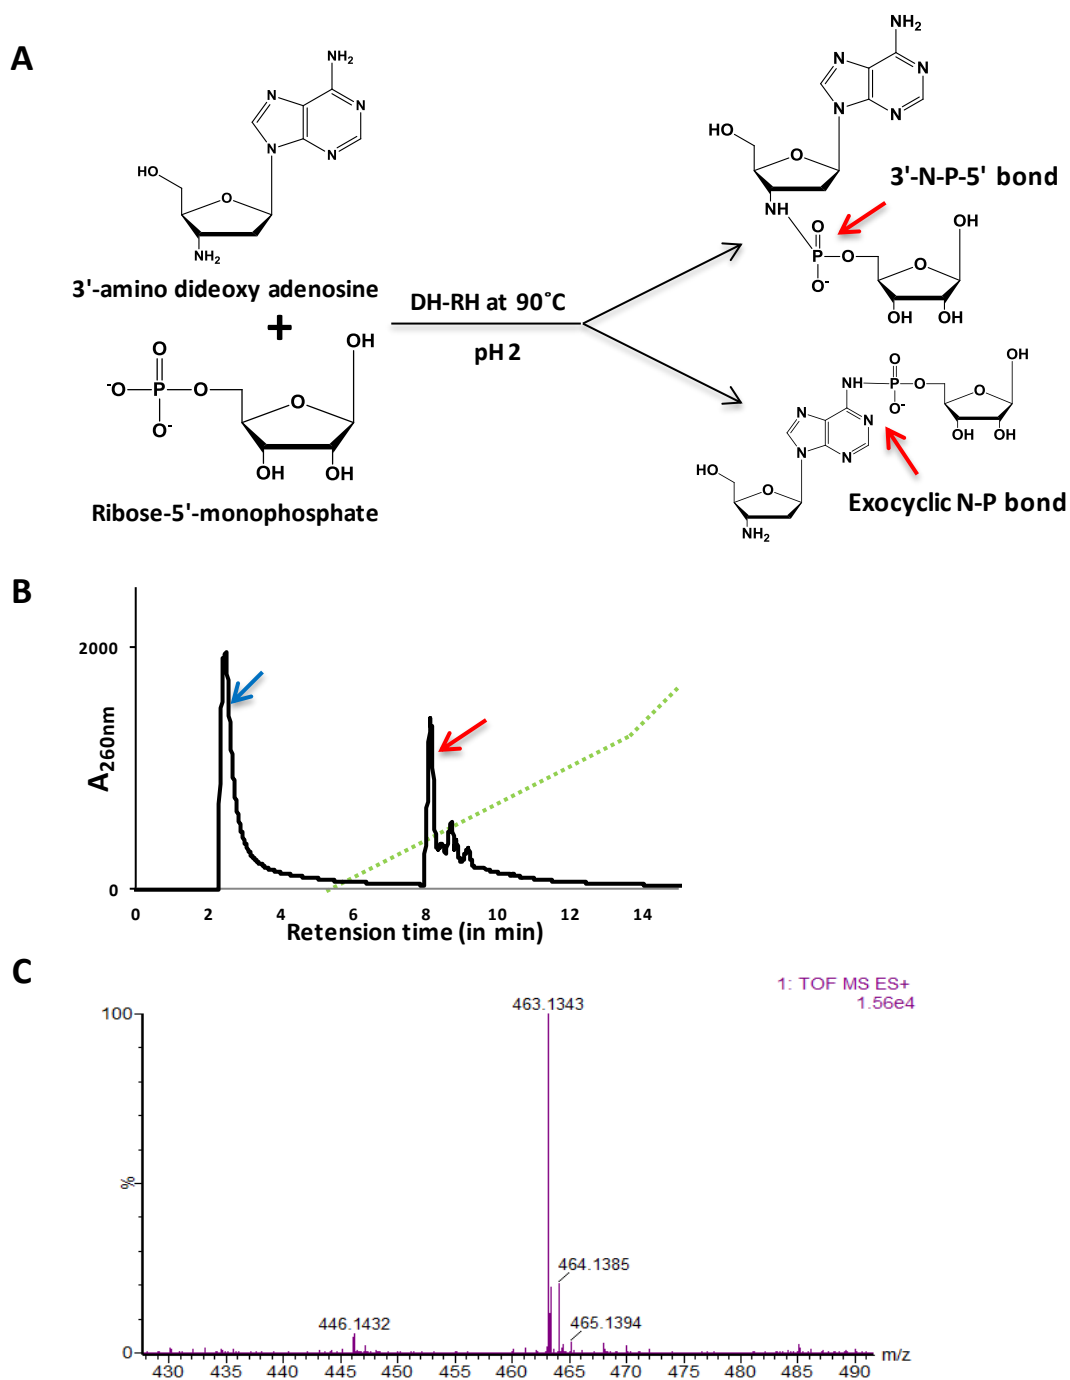 A
NH2
N
N
N
N
HO
O
NH2
3'-amino dideoxy adenosine
+
O
-O
P
O
O-
OH
O
OH
OH
Ribose-5'-monophosphate
DH-RH at 90˚C
pH 2
NH2
N
N
N
N
HO
O
NH
3'-N-P-5' bond
O
P
O
O-
OH
O
OH
OH
O
NH
P
O
O-
OH
O
OH
OH
N
N
N
N
HO
O
NH2
Exocyclic N-P bond
B
2000
A260nm
0
0 2 4 6 8 10 12 14
Retension time (in min)
C
1: TOF MS ES+
1.56e4
100
%
0
463.1343
464.1385
465.1394
446.1432
430 435 440 445 450 455 460 465 470 475 480 485 490
m/z